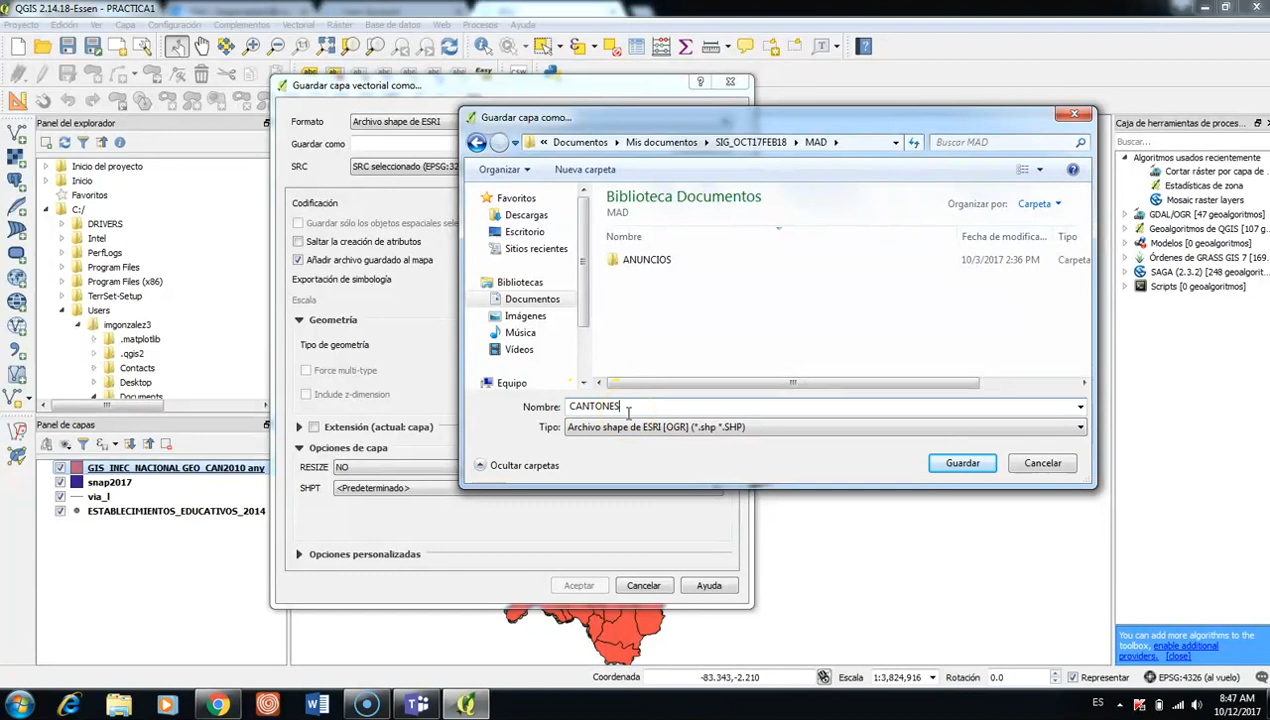 QGIS 2.14.18-Essen - PRACTICA1
Proyecto Edición Ver Capa Configuración Complementos Vectorial Ráster Base de datos Web Procesos Ayuda
Panel del explorador
Inicio del proyecto
Inicio
Favoritos
C:/
DRIVERS
Intel
PerfLogs
Program Files
Program Files (x86)
TerrSet-Setup
Users
imgonzalez3
.matplotlib
.qgis2
Contacts
Desktop
Panel de capas
GIS_INEC_NACIONAL GEO_CAN2010 any
snap2017
via_l
ESTABLECIMIENTOS_EDUCATIVOS_2014
Guardar capa vectorial como...
Formato Archivo shape de ESRI
Guardar como
SRC SRC seleccionado (EPSG:32
Codificación
Guardar sólo los objetos espaciales sel
Saltar la creación de atributos
Añadir archivo guardado al mapa
Exportación de simbología
Escala
Geometría
Tipo de geometría
Force multi-type
Include z-dimension
Extensión (actual: capa)
Opciones de capa
RESIZE NO
SHPT <Predeterminado>
Opciones personalizadas
Aceptar Cancelar Ayuda
Guardar capa como...
« Documentos Mis documentos SIG_OCT17FEB18 MAD
Buscar MAD
Organizar Nueva carpeta
Favoritos
Descargas
Escritorio
Sitios recientes
Bibliotecas
Documentos
Imágenes
Música
Vídeos
Equipo
Biblioteca Documentos
MAD
Organizar por: Carpeta
Nombre Fecha de modifica... Tipo
ANUNCIOS 10/3/2017 2:36 PM Carpeta
Nombre: CANTONES
Tipo: Archivo shape de ESRI [OGR] (*.shp *.SHP)
Ocultar carpetas
Guardar Cancelar
Caja de herramientas de proces...
Buscar...
Algoritmos usados recientemente
Cortar ráster por capa de
Estadísticas de zona
Mosaic raster layers
GDAL/OGR [47 geoalgoritmos]
Geoalgoritmos de QGIS [107 g
Modelos [0 geoalgoritmos]
Órdenes de GRASS GIS 7 [169
SAGA (2.3.2) [248 geoalgoritm
Scripts [0 geoalgoritmos]
You can add more algorithms to the
toolbox, enable additional
providers. [close]
Coordenada -83.343,-2.210 Escala 1:3,824,916 Rotación 0.0 Representar EPSG:4326 (al vuelo)
ES
8:47 AM
10/12/2017